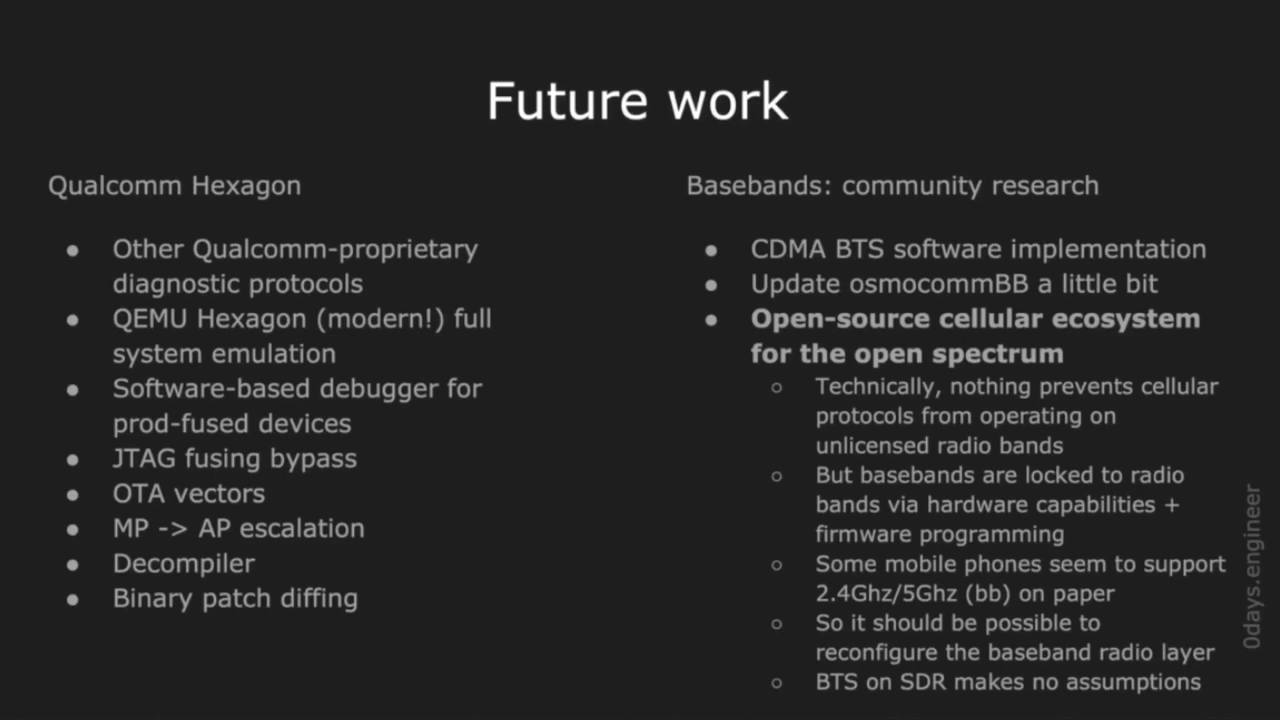 Future work
Qualcomm Hexagon
● Other Qualcomm-proprietary
diagnostic protocols
● QEMU Hexagon (modern!) full
system emulation
● Software-based debugger for
prod-fused devices
● JTAG fusing bypass
● OTA vectors
● MP -> AP escalation
● Decompiler
● Binary patch diffing
Basebands: community research
● CDMA BTS software implementation
● Update osmocommBB a little bit
● Open-source cellular ecosystem
for the open spectrum
○ Technically, nothing prevents cellular
protocols from operating on
unlicensed radio bands
○ But basebands are locked to radio
bands via hardware capabilities +
firmware programming
○ Some mobile phones seem to support
2.4Ghz/5Ghz (bb) on paper
○ So it should be possible to
reconfigure the baseband radio layer
○ BTS on SDR makes no assumptions
0days.engineer